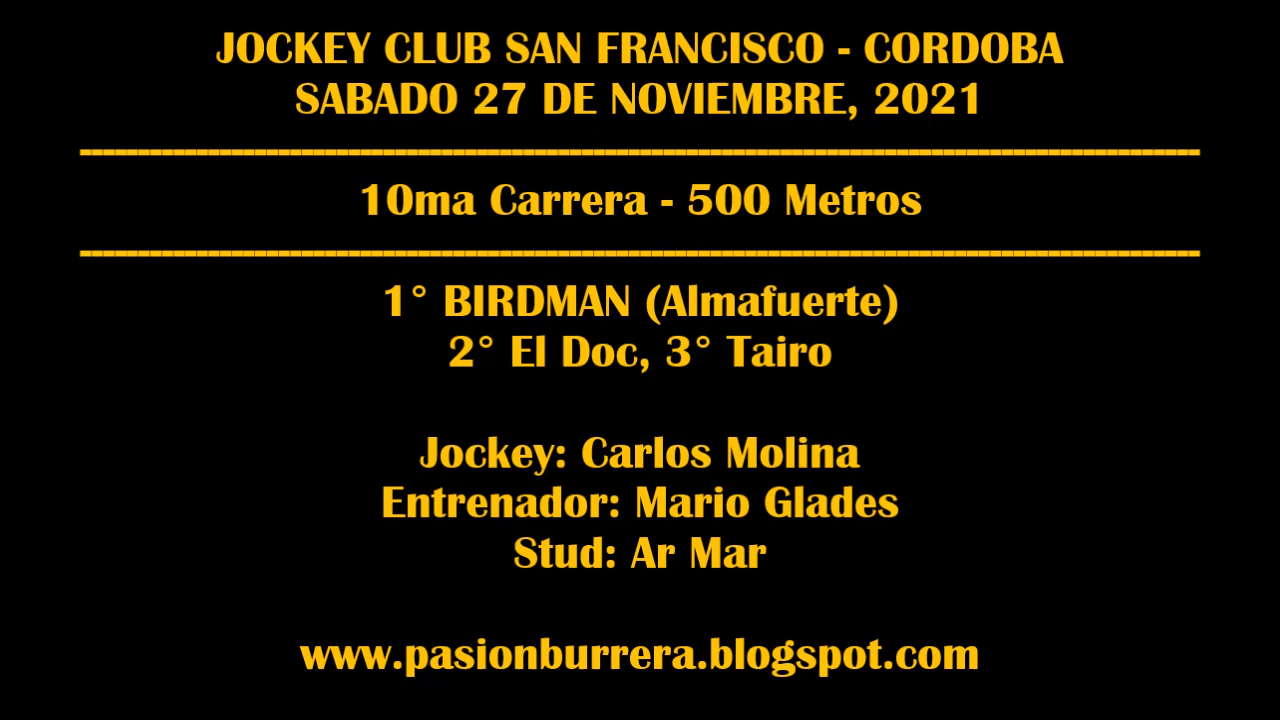 JOCKEY CLUB SAN FRANCISCO - CORDOBA
SABADO 27 DE NOVIEMBRE, 2021
10ma Carrera - 500 Metros
1° BIRDMAN (Almafuerte)
2° El Doc, 3° Tairo
Jockey: Carlos Molina
Entrenador: Mario Glades
Stud: Ar Mar
www.pasionburrera.blogspot.com